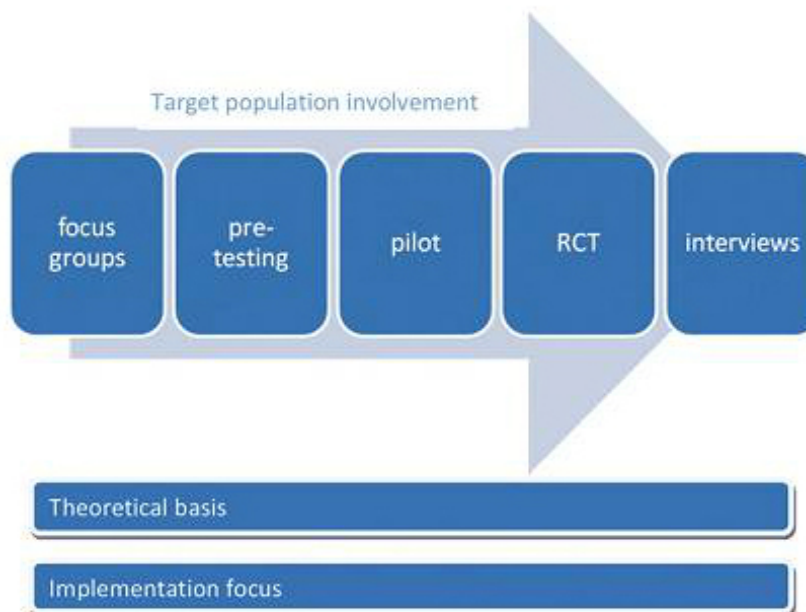 Target population involvement
focus
groups
pre-
testing
pilot
RCT
interviews
Theoretical basis
Implementation focus